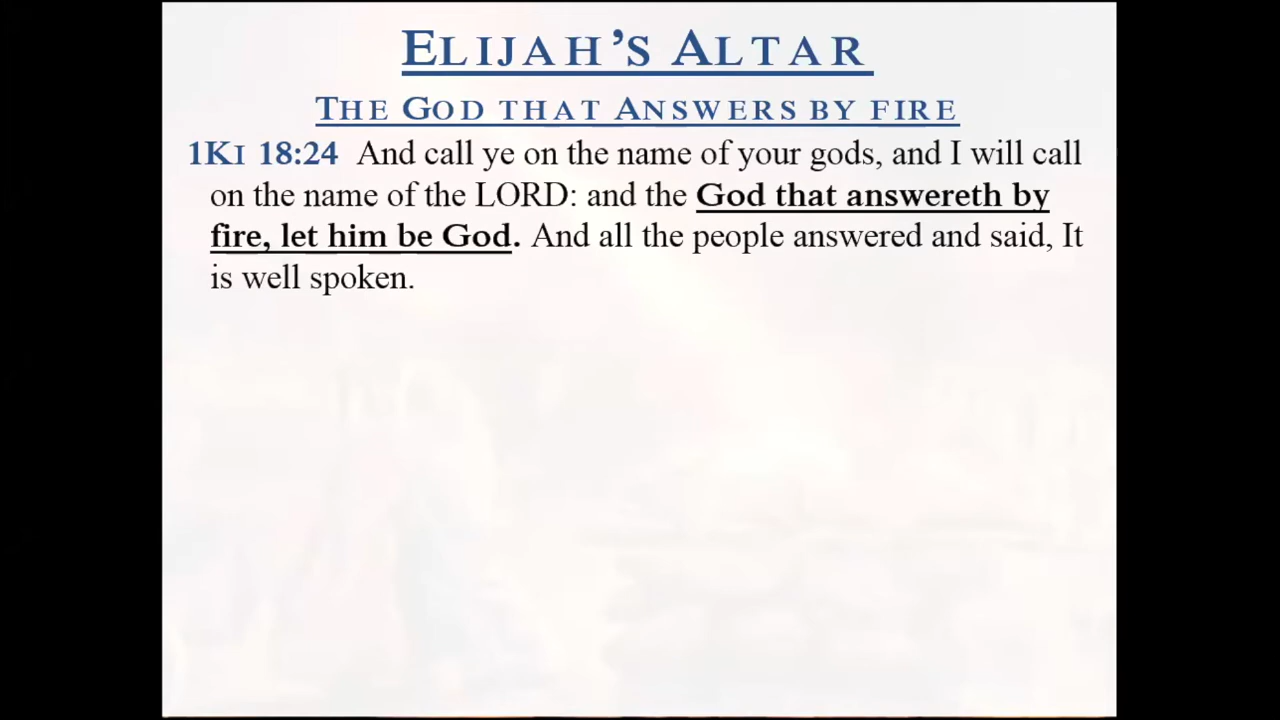 ELIJAH’S ALTAR
THE GOD THAT ANSWERS BY FIRE
1KI 18:24 And call ye on the name of your gods, and I will call
on the name of the LORD: and the God that answereth by
fire, let him be God. And all the people answered and said, It
is well spoken.